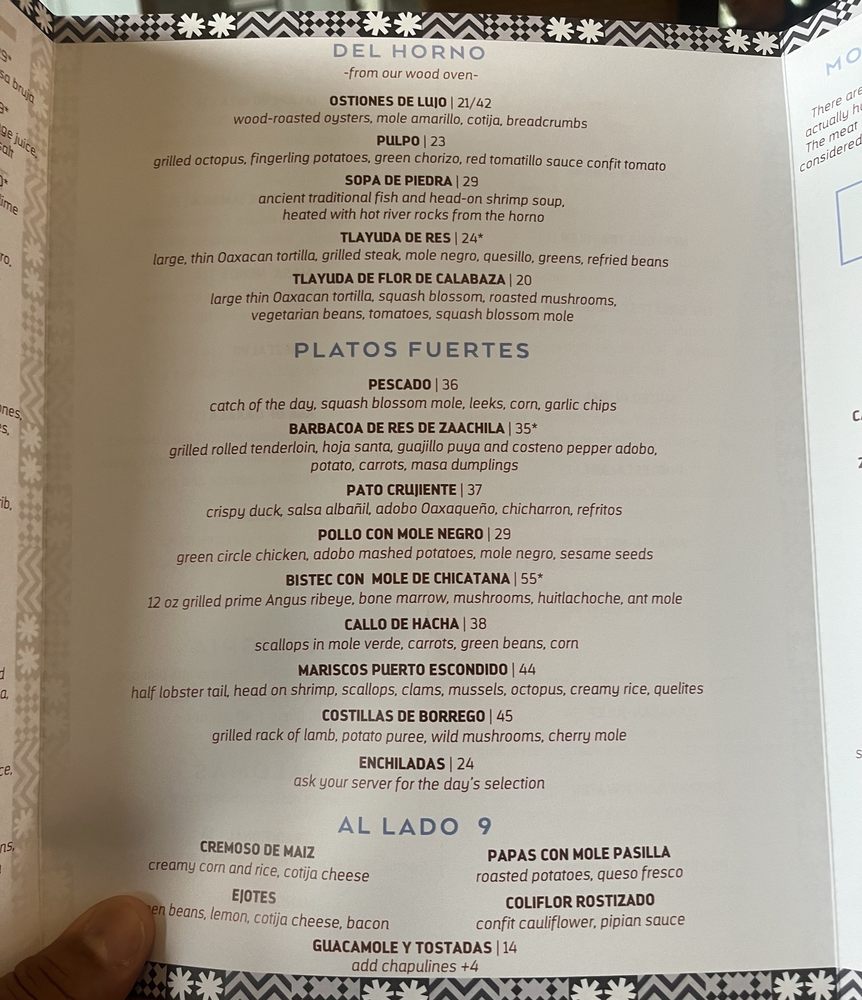 DEL HORNO
-from our wood oven-
OSTIONES DE LUJO | 21/42
wood-roasted oysters, mole amarillo, cotija, breadcrumbs
PULPO | 23
grilled octopus, fingerling potatoes, green chorizo, red tomatillo sauce confit tomato
SOPA DE PIEDRA | 29
ancient traditional fish and head-on shrimp soup,
heated with hot river rocks from the horno
TLAYUDA DE RES | 24*
large, thin Oaxacan tortilla, grilled steak, mole negro, quesillo, greens, refried beans
TLAYUDA DE FLOR DE CALABAZA | 20
large thin Oaxacan tortilla, squash blossom, roasted mushrooms,
vegetarian beans, tomatoes, squash blossom mole
PLATOS FUERTES
PESCADO | 36
catch of the day, squash blossom mole, leeks, corn, garlic chips
BARBACOA DE RES DE ZAACHILA | 35*
grilled rolled tenderloin, hoja santa, guajillo puya and costeno pepper adobo,
potato, carrots, masa dumplings
PATO CRUJIENTE | 37
crispy duck, salsa albañil, adobo Oaxaqueño, chicharron, refritos
POLLO CON MOLE NEGRO | 29
green circle chicken, adobo mashed potatoes, mole negro, sesame seeds
BISTEC CON MOLE DE CHICATANA | 55*
12 oz grilled prime Angus ribeye, bone marrow, mushrooms, huitlachoche, ant mole
CALLO DE HACHA | 38
scallops in mole verde, carrots, green beans, corn
MARISCOS PUERTO ESCONDIDO | 44
half lobster tail, head on shrimp, scallops, clams, mussels, octopus, creamy rice, quelites
COSTILLAS DE BORREGO | 45
grilled rack of lamb, potato puree, wild mushrooms, cherry mole
ENCHILADAS | 24
ask your server for the day's selection
AL LADO 9
CREMOSO DE MAIZ
creamy corn and rice, cotija cheese
EJOTES
beans, lemon, cotija cheese, bacon
PAPAS CON MOLE PASILLA
roasted potatoes, queso fresco
COLIFLOR ROSTIZADO
confit cauliflower, pipian sauce
GUACAMOLE Y TOSTADAS | 14
add chapulines +4
There are
actually
The meat
considered